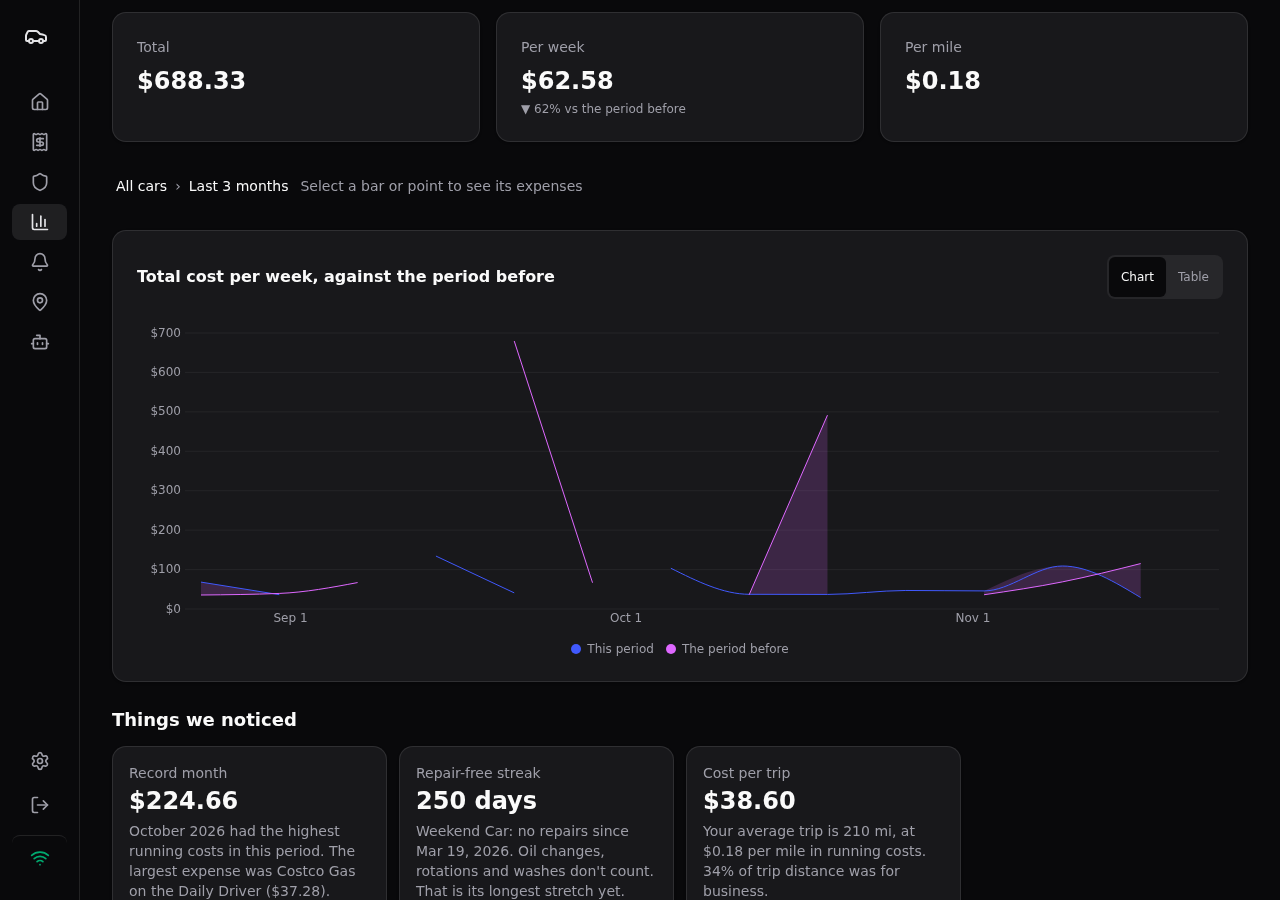 Total
$688.33
Per week
$62.58
▼ 62% vs the period before
Per mile
$0.18
All cars › Last 3 months Select a bar or point to see its expenses
Total cost per week, against the period before
Chart
Table
$700
$600
$500
$400
$300
$200
$100
$0
Sep 1
Oct 1
Nov 1
This period
The period before
Things we noticed
Record month
$224.66
October 2026 had the highest
running costs in this period. The
largest expense was Costco Gas
on the Daily Driver ($37.28).
Repair-free streak
250 days
Weekend Car: no repairs since
Mar 19, 2026. Oil changes,
rotations and washes don't count.
That is its longest stretch yet.
Cost per trip
$38.60
Your average trip is 210 mi, at
$0.18 per mile in running costs.
34% of trip distance was for
business.